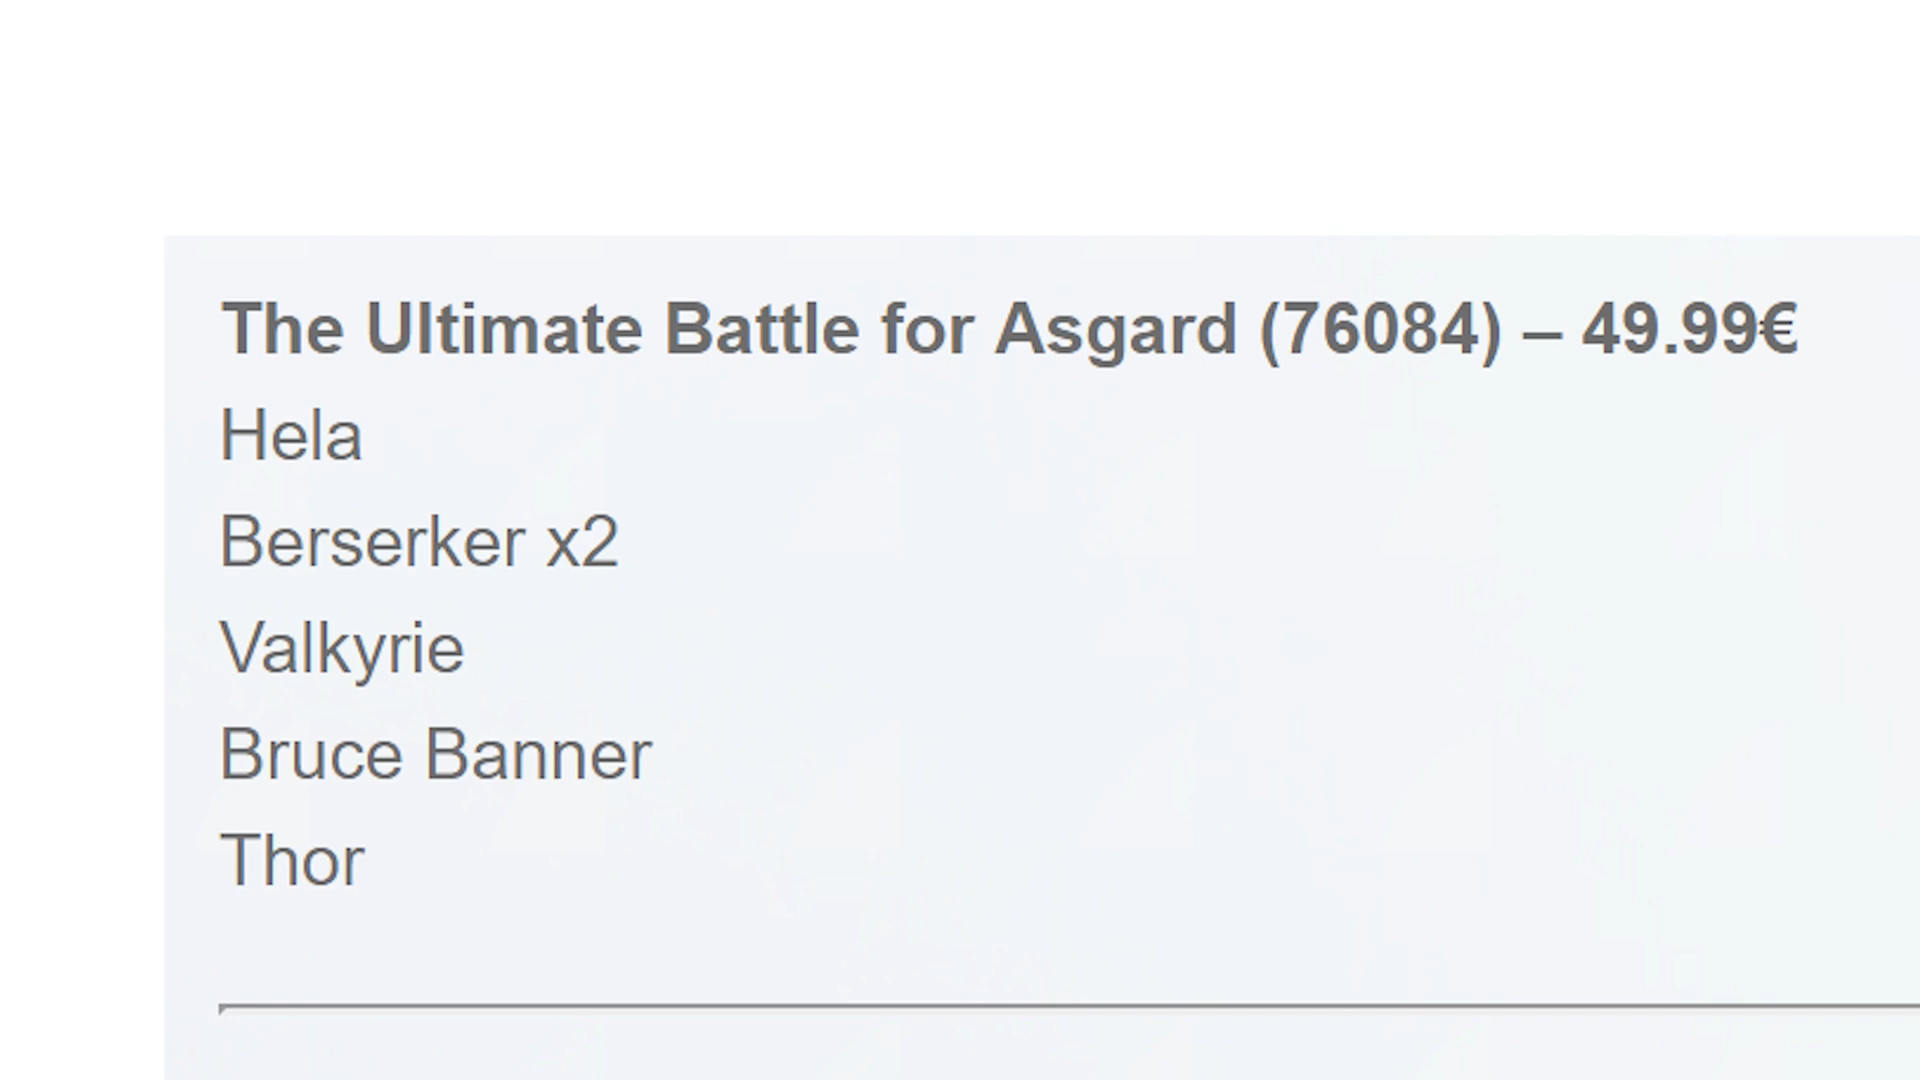 The Ultimate Battle for Asgard (76084) – 49.99€
Hela
Berserker x2
Valkyrie
Bruce Banner
Thor